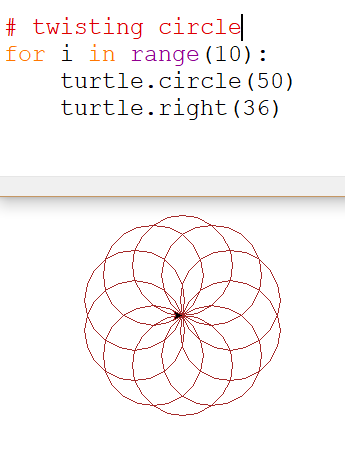 # twisting circle
for i in range(10):
    turtle.circle(50)
    turtle.right(36)